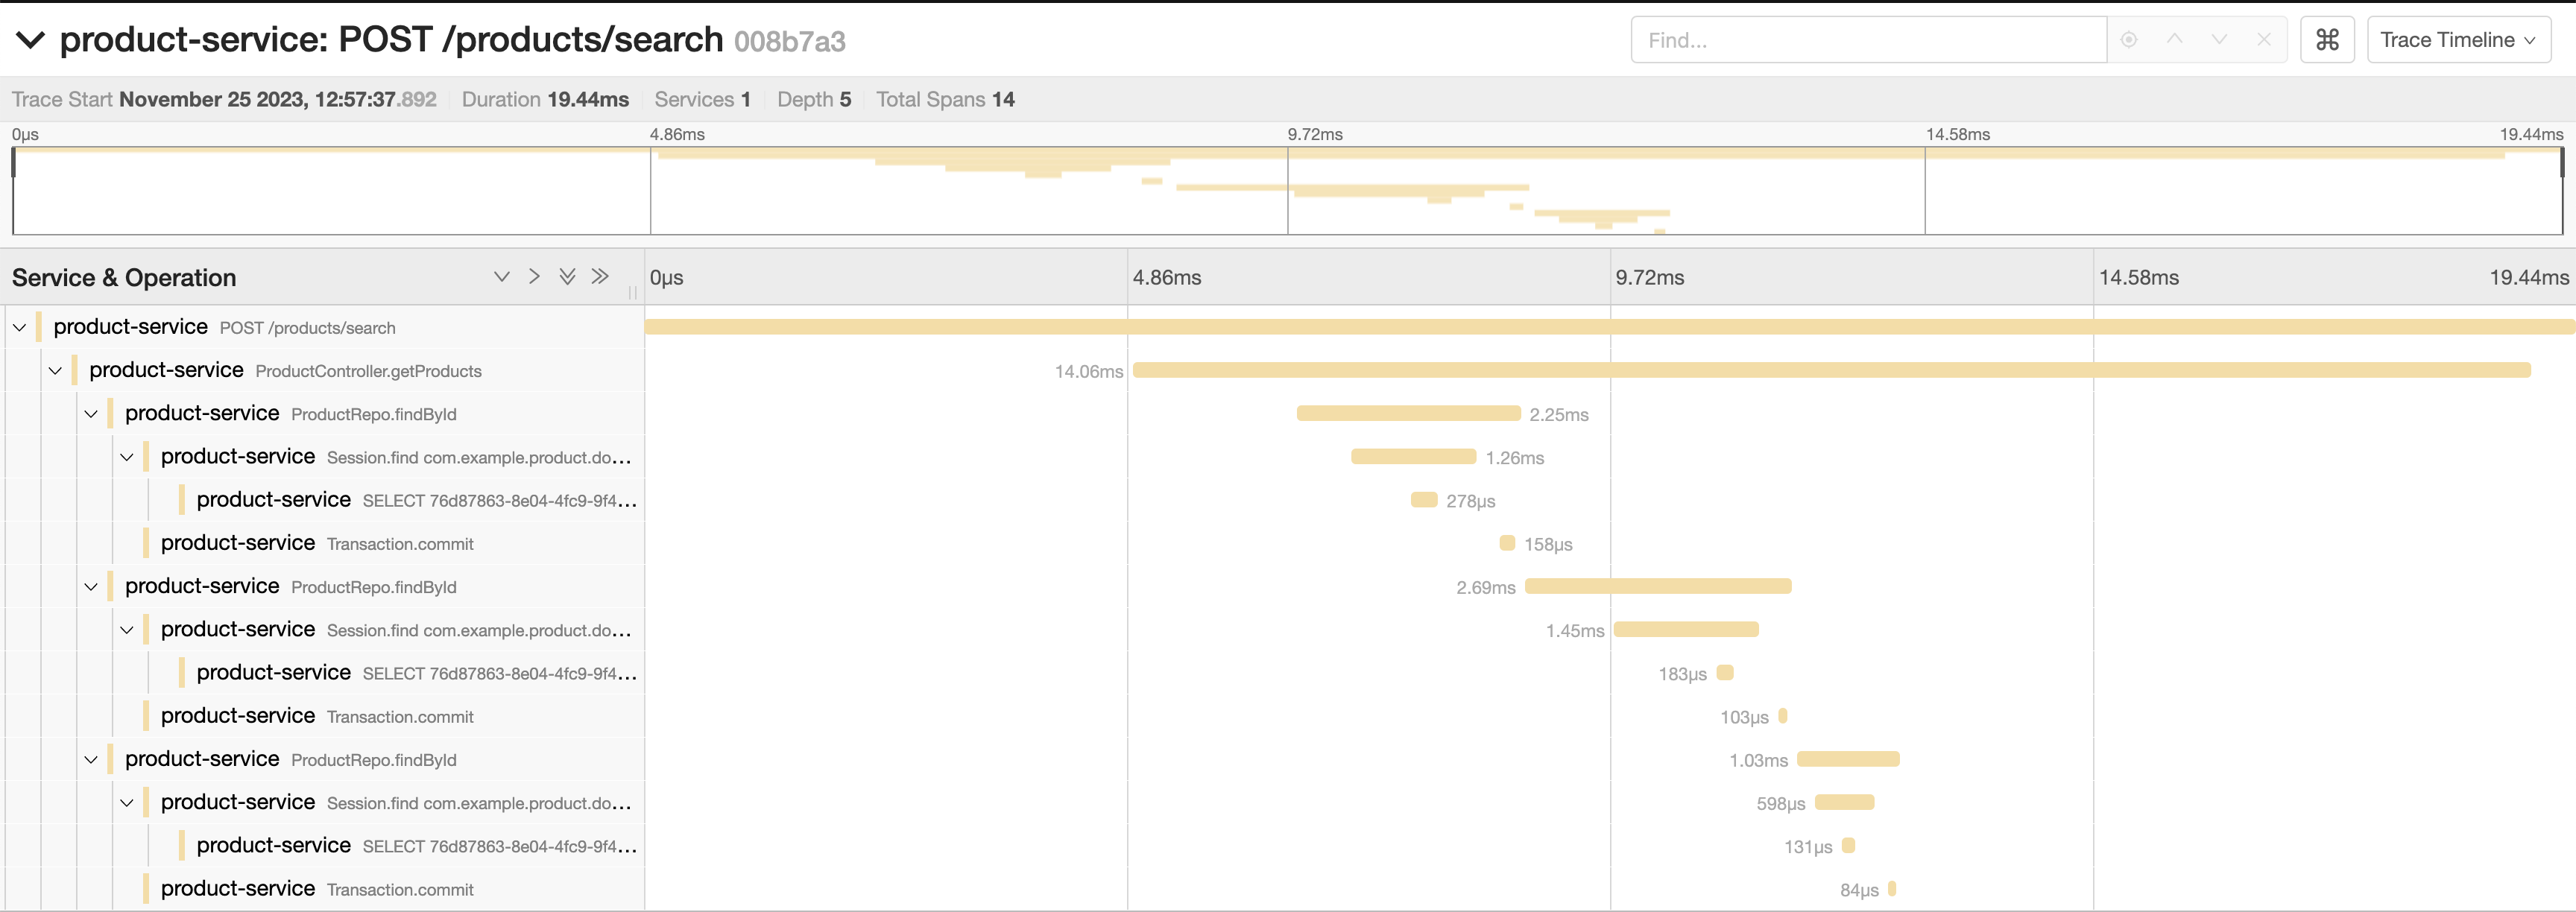 product-service: POST /products/search 008b7a3
Find...
⌘
Trace Timeline
Trace Start November 25 2023, 12:57:37.892 Duration 19.44ms Services 1 Depth 5 Total Spans 14
0μs 4.86ms 9.72ms 14.58ms 19.44ms
Service & Operation 0μs 4.86ms 9.72ms 14.58ms 19.44ms
product-service POST /products/search
product-service ProductController.getProducts 14.06ms
product-service ProductRepo.findById 2.25ms
product-service Session.find com.example.product.do... 1.26ms
product-service SELECT 76d87863-8e04-4fc9-9f4... 278μs
product-service Transaction.commit 158μs
product-service ProductRepo.findById 2.69ms
product-service Session.find com.example.product.do... 1.45ms
product-service SELECT 76d87863-8e04-4fc9-9f4... 183μs
product-service Transaction.commit 103μs
product-service ProductRepo.findById 1.03ms
product-service Session.find com.example.product.do... 598μs
product-service SELECT 76d87863-8e04-4fc9-9f4... 131μs
product-service Transaction.commit 84μs